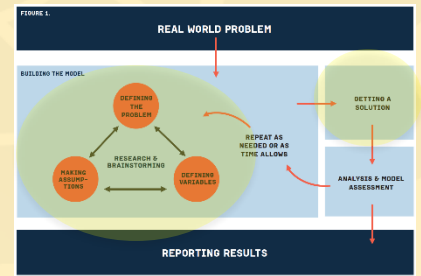 FIGURE 1.
REAL WORLD PROBLEM
BUILDING THE MODEL
DEFINING
THE
PROBLEM
RESEARCH &
BRAINSTORMING
MAKING
ASSUMP-
TIONS
DEFINING
VARIABLES
REPEAT AS
NEEDED OR AS
TIME ALLOWS
GETTING A
SOLUTION
ANALYSIS & MODEL
ASSESSMENT
REPORTING RESULTS